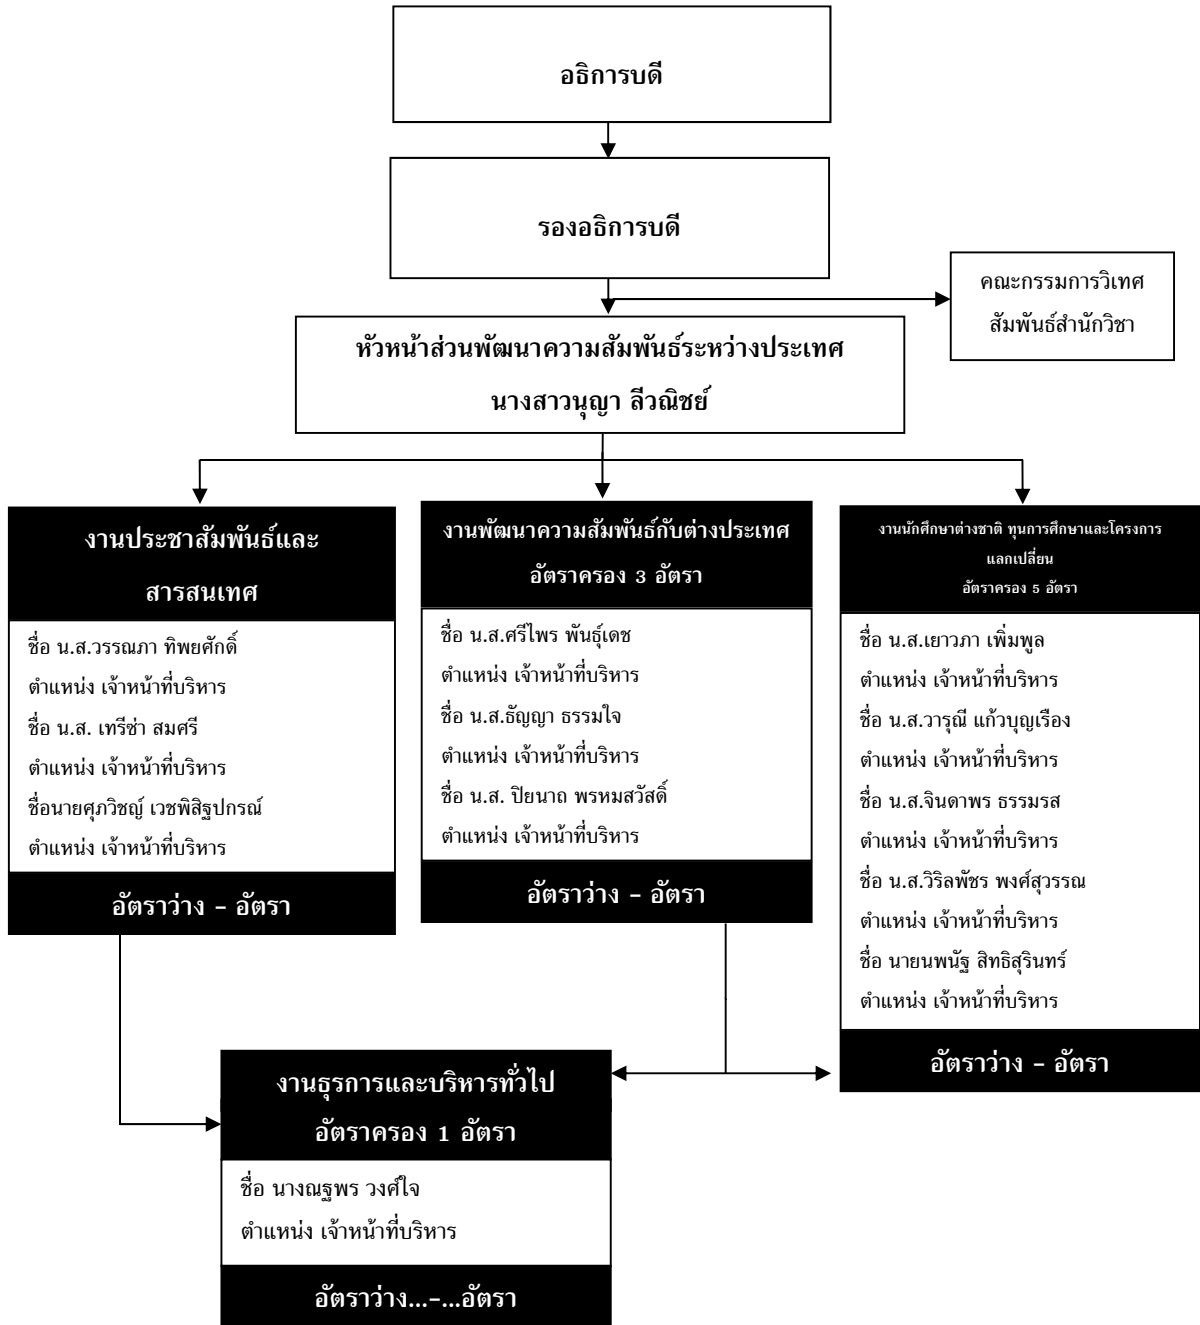 อธิการบดี
รองอธิการบดี
คณะกรรมการวิเทศ
สัมพันธ์สำนักวิชา
หัวหน้าส่วนพัฒนาความสัมพันธ์ระหว่างประเทศ
นางสาวนุญา ลีวณิชย์
งานประชาสัมพันธ์และ
สารสนเทศ
ชื่อ น.ส.วรรณภา ทิพยศักดิ์
ตำแหน่ง เจ้าหน้าที่บริหาร
ชื่อ น.ส. เทรีซ่า สมศรี
ตำแหน่ง เจ้าหน้าที่บริหาร
ชื่อนายศุภวิชญ์ เวชพิสิฐปกรณ์
ตำแหน่ง เจ้าหน้าที่บริหาร
อัตราว่าง - อัตรา
งานพัฒนาความสัมพันธ์กับต่างประเทศ
อัตราครอง 3 อัตรา
ชื่อ น.ส.ศรีไพร พันธุ์เดช
ตำแหน่ง เจ้าหน้าที่บริหาร
ชื่อ น.ส.ธัญญา ธรรมใจ
ตำแหน่ง เจ้าหน้าที่บริหาร
ชื่อ น.ส. ปิยนาถ พรหมสวัสดิ์
ตำแหน่ง เจ้าหน้าที่บริหาร
อัตราว่าง - อัตรา
งานนักศึกษาต่างชาติ ทุนการศึกษาและโครงการ
แลกเปลี่ยน
อัตราครอง 5 อัตรา
ชื่อ น.ส.เยาวภา เพิ่มพูล
ตำแหน่ง เจ้าหน้าที่บริหาร
ชื่อ น.ส.วารุณี แก้วบุญเรือง
ตำแหน่ง เจ้าหน้าที่บริหาร
ชื่อ น.ส.จินดาพร ธรรมรส
ตำแหน่ง เจ้าหน้าที่บริหาร
ชื่อ น.ส.วิริลพัชร พงศ์สุวรรณ
ตำแหน่ง เจ้าหน้าที่บริหาร
ชื่อ นายนพนัฐ สิทธิสุรินทร์
ตำแหน่ง เจ้าหน้าที่บริหาร
อัตราว่าง - อัตรา
งานธุรการและบริหารทั่วไป
อัตราครอง 1 อัตรา
ชื่อ นางณฐพร วงศ์ใจ
ตำแหน่ง เจ้าหน้าที่บริหาร
อัตราว่าง...-...อัตรา